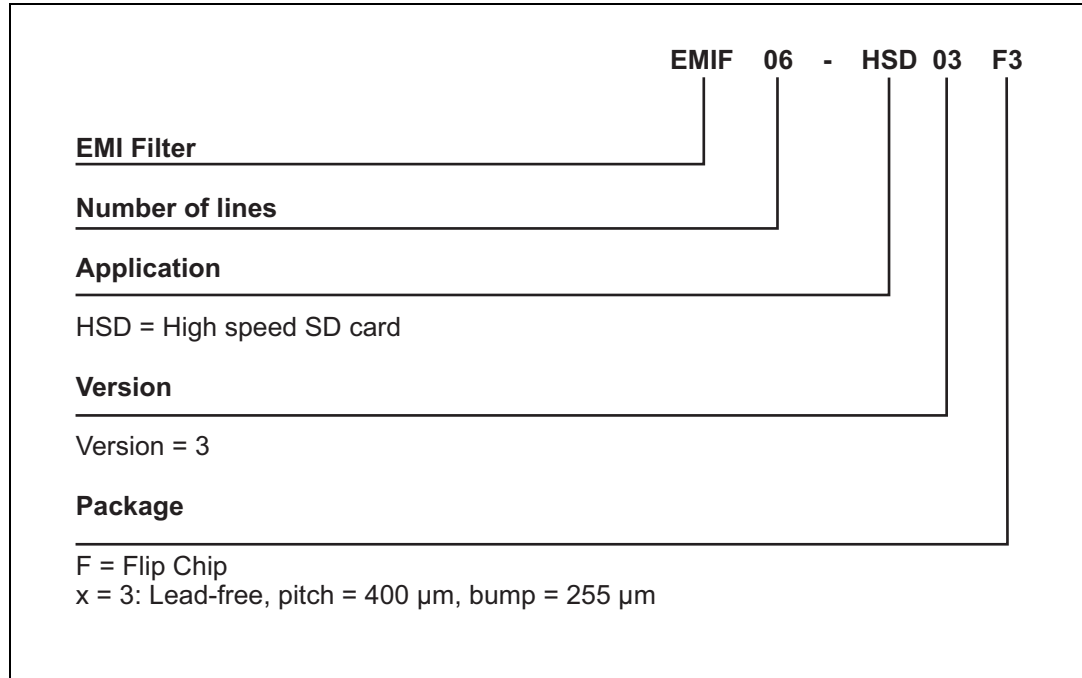 EMIF 06 - HSD 03 F3
EMI Filter
Number of lines
Application
HSD = High speed SD card
Version
Version = 3
Package
F = Flip Chip
x = 3: Lead-free, pitch = 400 µm, bump = 255 µm